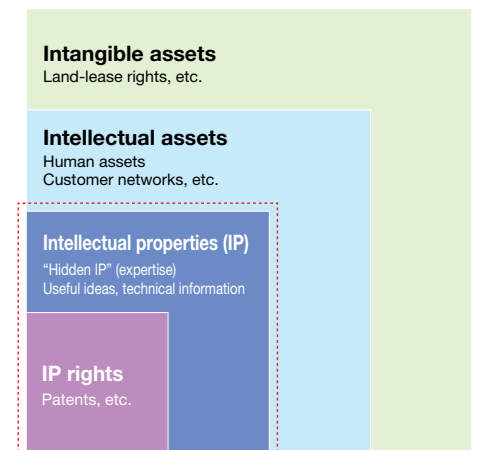 Intangible assets
Land-lease rights, etc.
Intellectual assets
Human assets
Customer networks, etc.
Intellectual properties (IP)
“Hidden IP” (expertise)
Useful ideas, technical information
IP rights
Patents, etc.